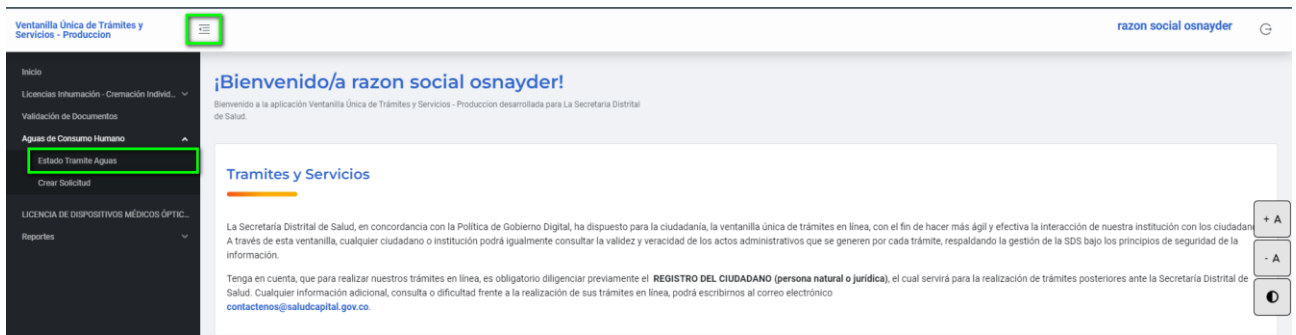 Ventanilla Única de Trámites y
Servicios - Produccion
razon social osnayder
Inicio
Licencias Inhumación - Cremación Individ...
Validación de Documentos
Aguas de Consumo Humano
Estado Tramite Aguas
Crear Solicitud
LICENCIA DE DISPOSITIVOS MÉDICOS ÓPTIC...
Reportes
¡Bienvenido/a razon social osnayder!
Bienvenido a la aplicación Ventanilla Única de Trámites y Servicios - Produccion desarrollada para La Secretaria Distrital
de Salud.
Tramites y Servicios
La Secretaría Distrital de Salud, en concordancia con la Política de Gobierno Digital, ha dispuesto para la ciudadanía, la ventanilla única de trámites en línea, con el fin de hacer más ágil y efectiva la interacción de nuestra institución con los ciudadan
A través de esta ventanilla, cualquier ciudadano o institución podrá igualmente consultar la validez y veracidad de los actos administrativos que se generen por cada trámite, respaldando la gestión de la SDS bajo los principios de seguridad de la
información.
Tenga en cuenta, que para realizar nuestros trámites en línea, es obligatorio diligenciar previamente el REGISTRO DEL CIUDADANO (persona natural o jurídica), el cual servirá para la realización de trámites posteriores ante la Secretaría Distrital de
Salud. Cualquier información adicional, consulta o dificultad frente a la realización de sus trámites en línea, podrá escribirnos al correo electrónico
contactenos@saludcapital.gov.co.
+ A
- A